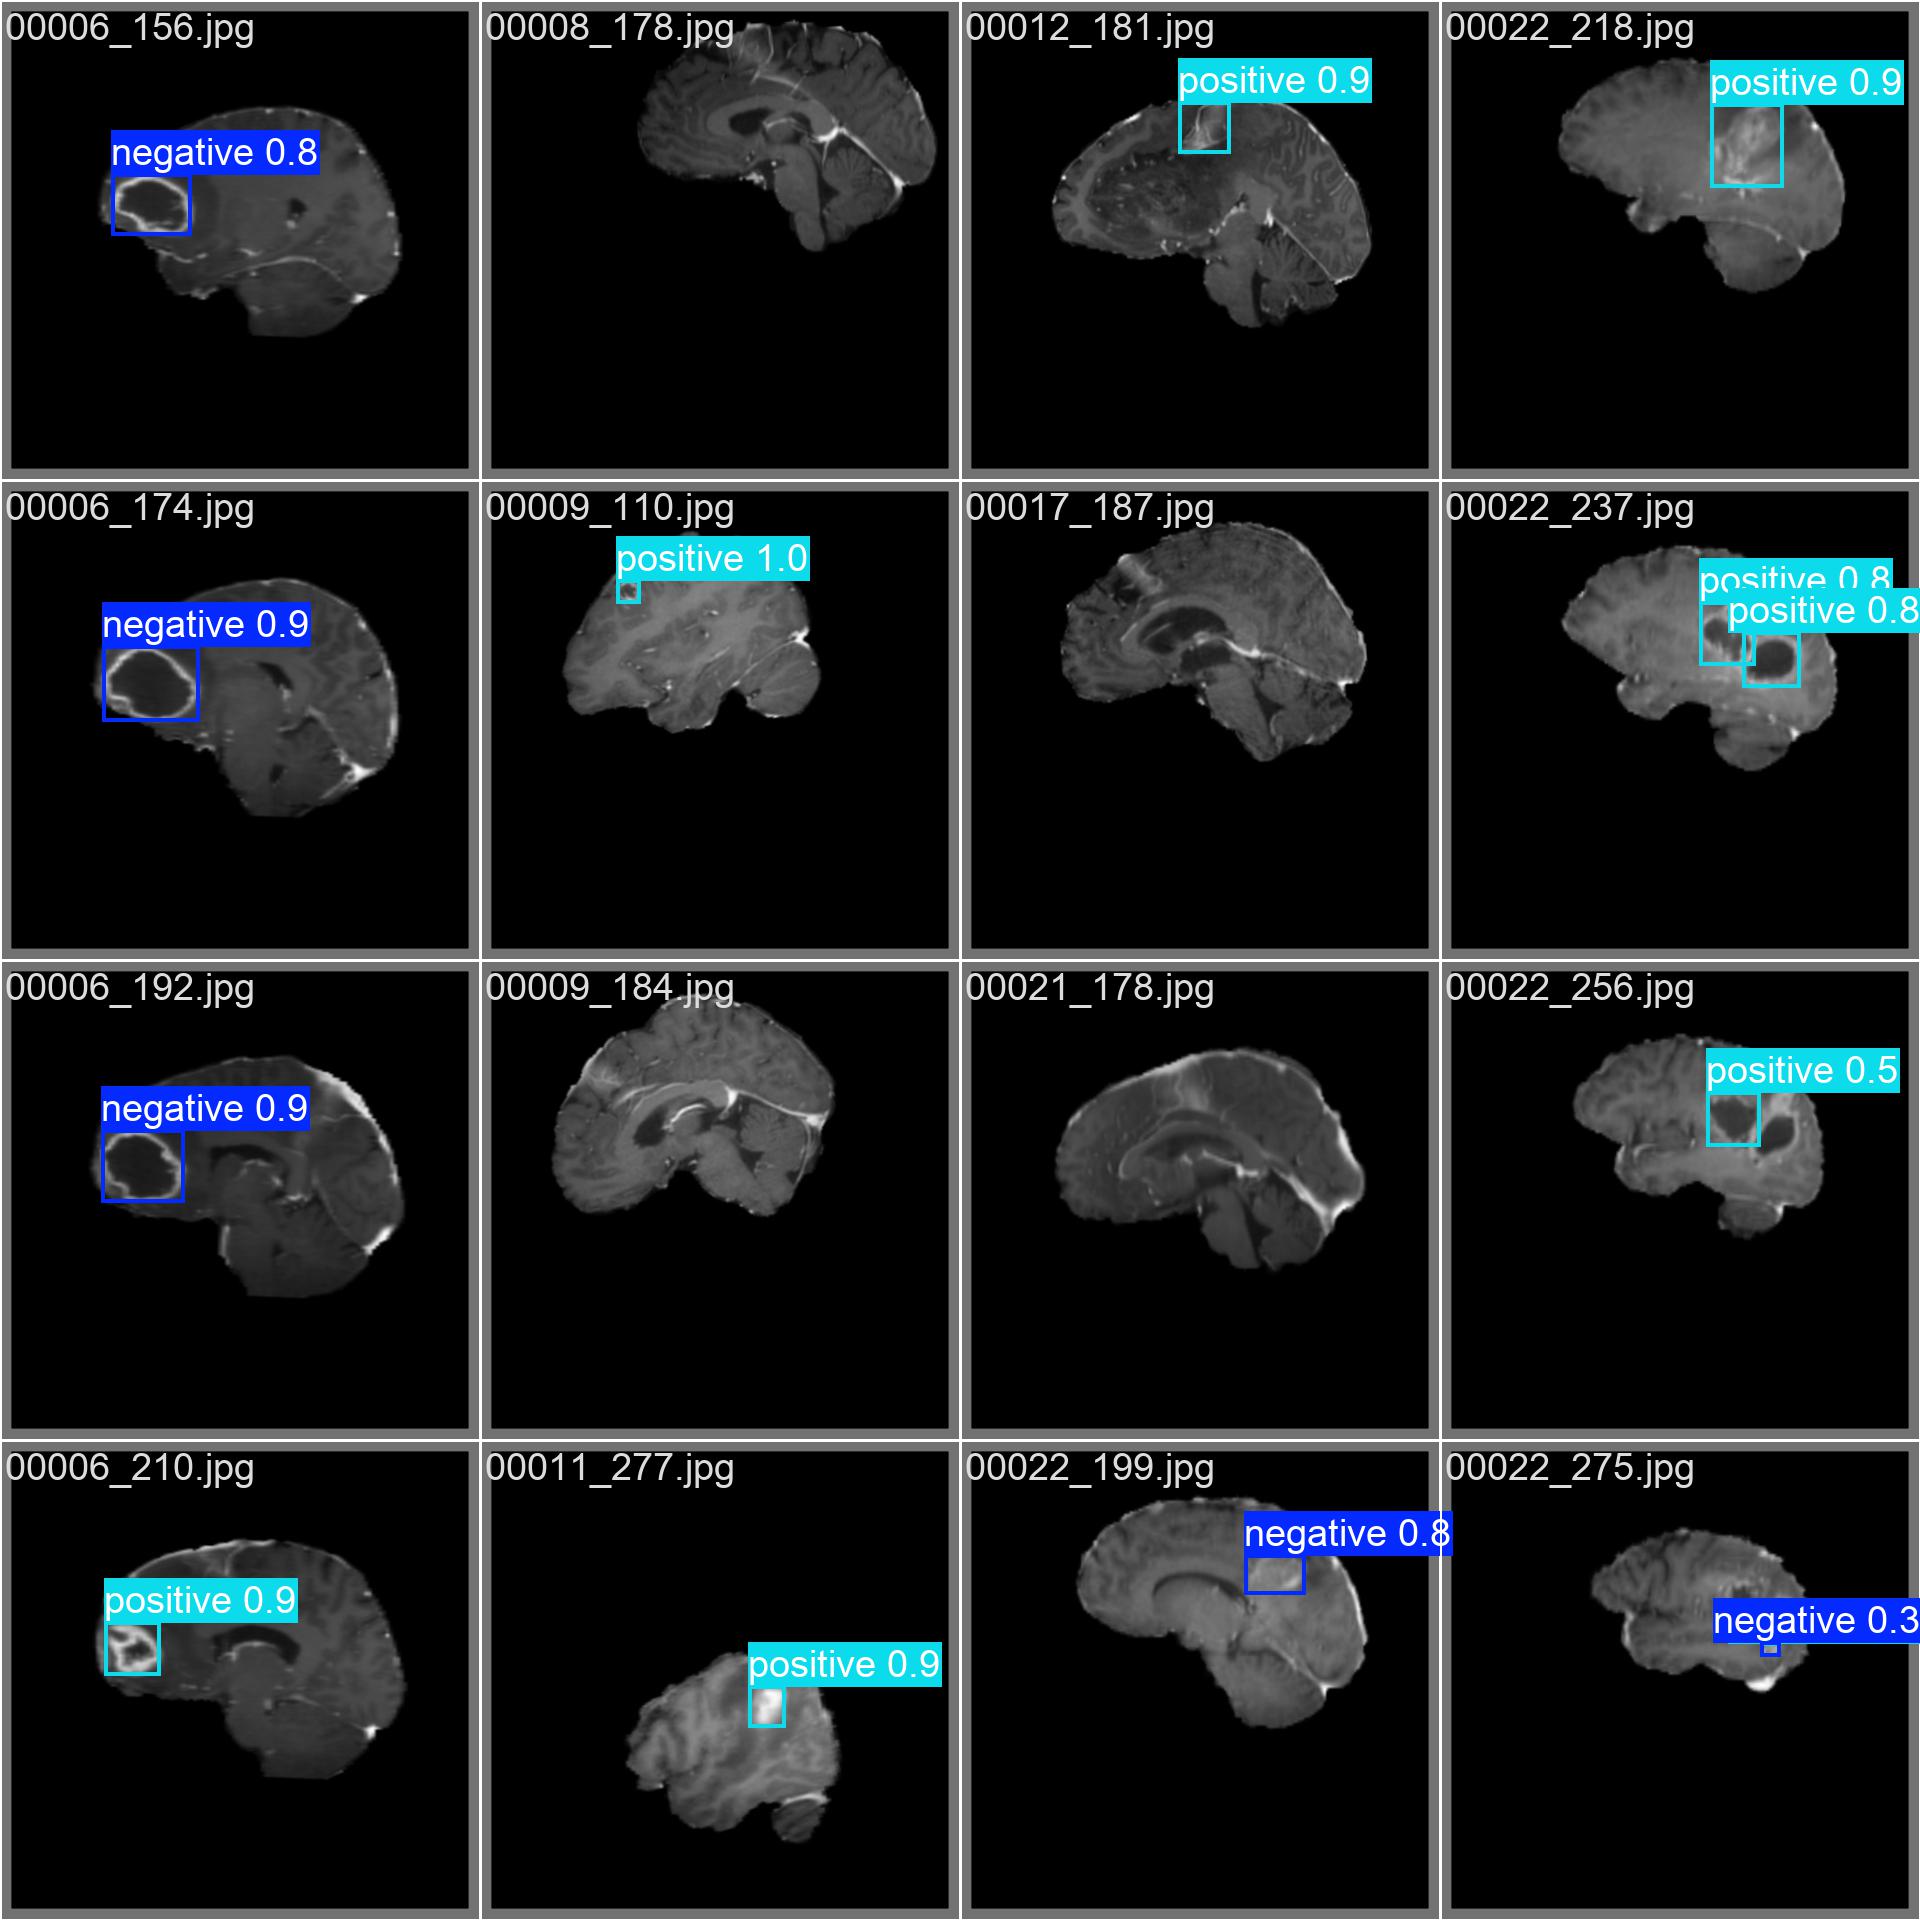 00006_156.jpg
negative 0.8
00008_178.jpg
00012_181.jpg
positive 0.9
00022_218.jpg
positive 0.9
00006_174.jpg
negative 0.9
00009_110.jpg
positive 1.0
00017_187.jpg
00022_237.jpg
positive 0.8
positive 0.8
00006_192.jpg
negative 0.9
00009_184.jpg
00021_178.jpg
00022_256.jpg
positive 0.5
00006_210.jpg
positive 0.9
00011_277.jpg
positive 0.9
00022_199.jpg
negative 0.8
00022_275.jpg
negative 0.3